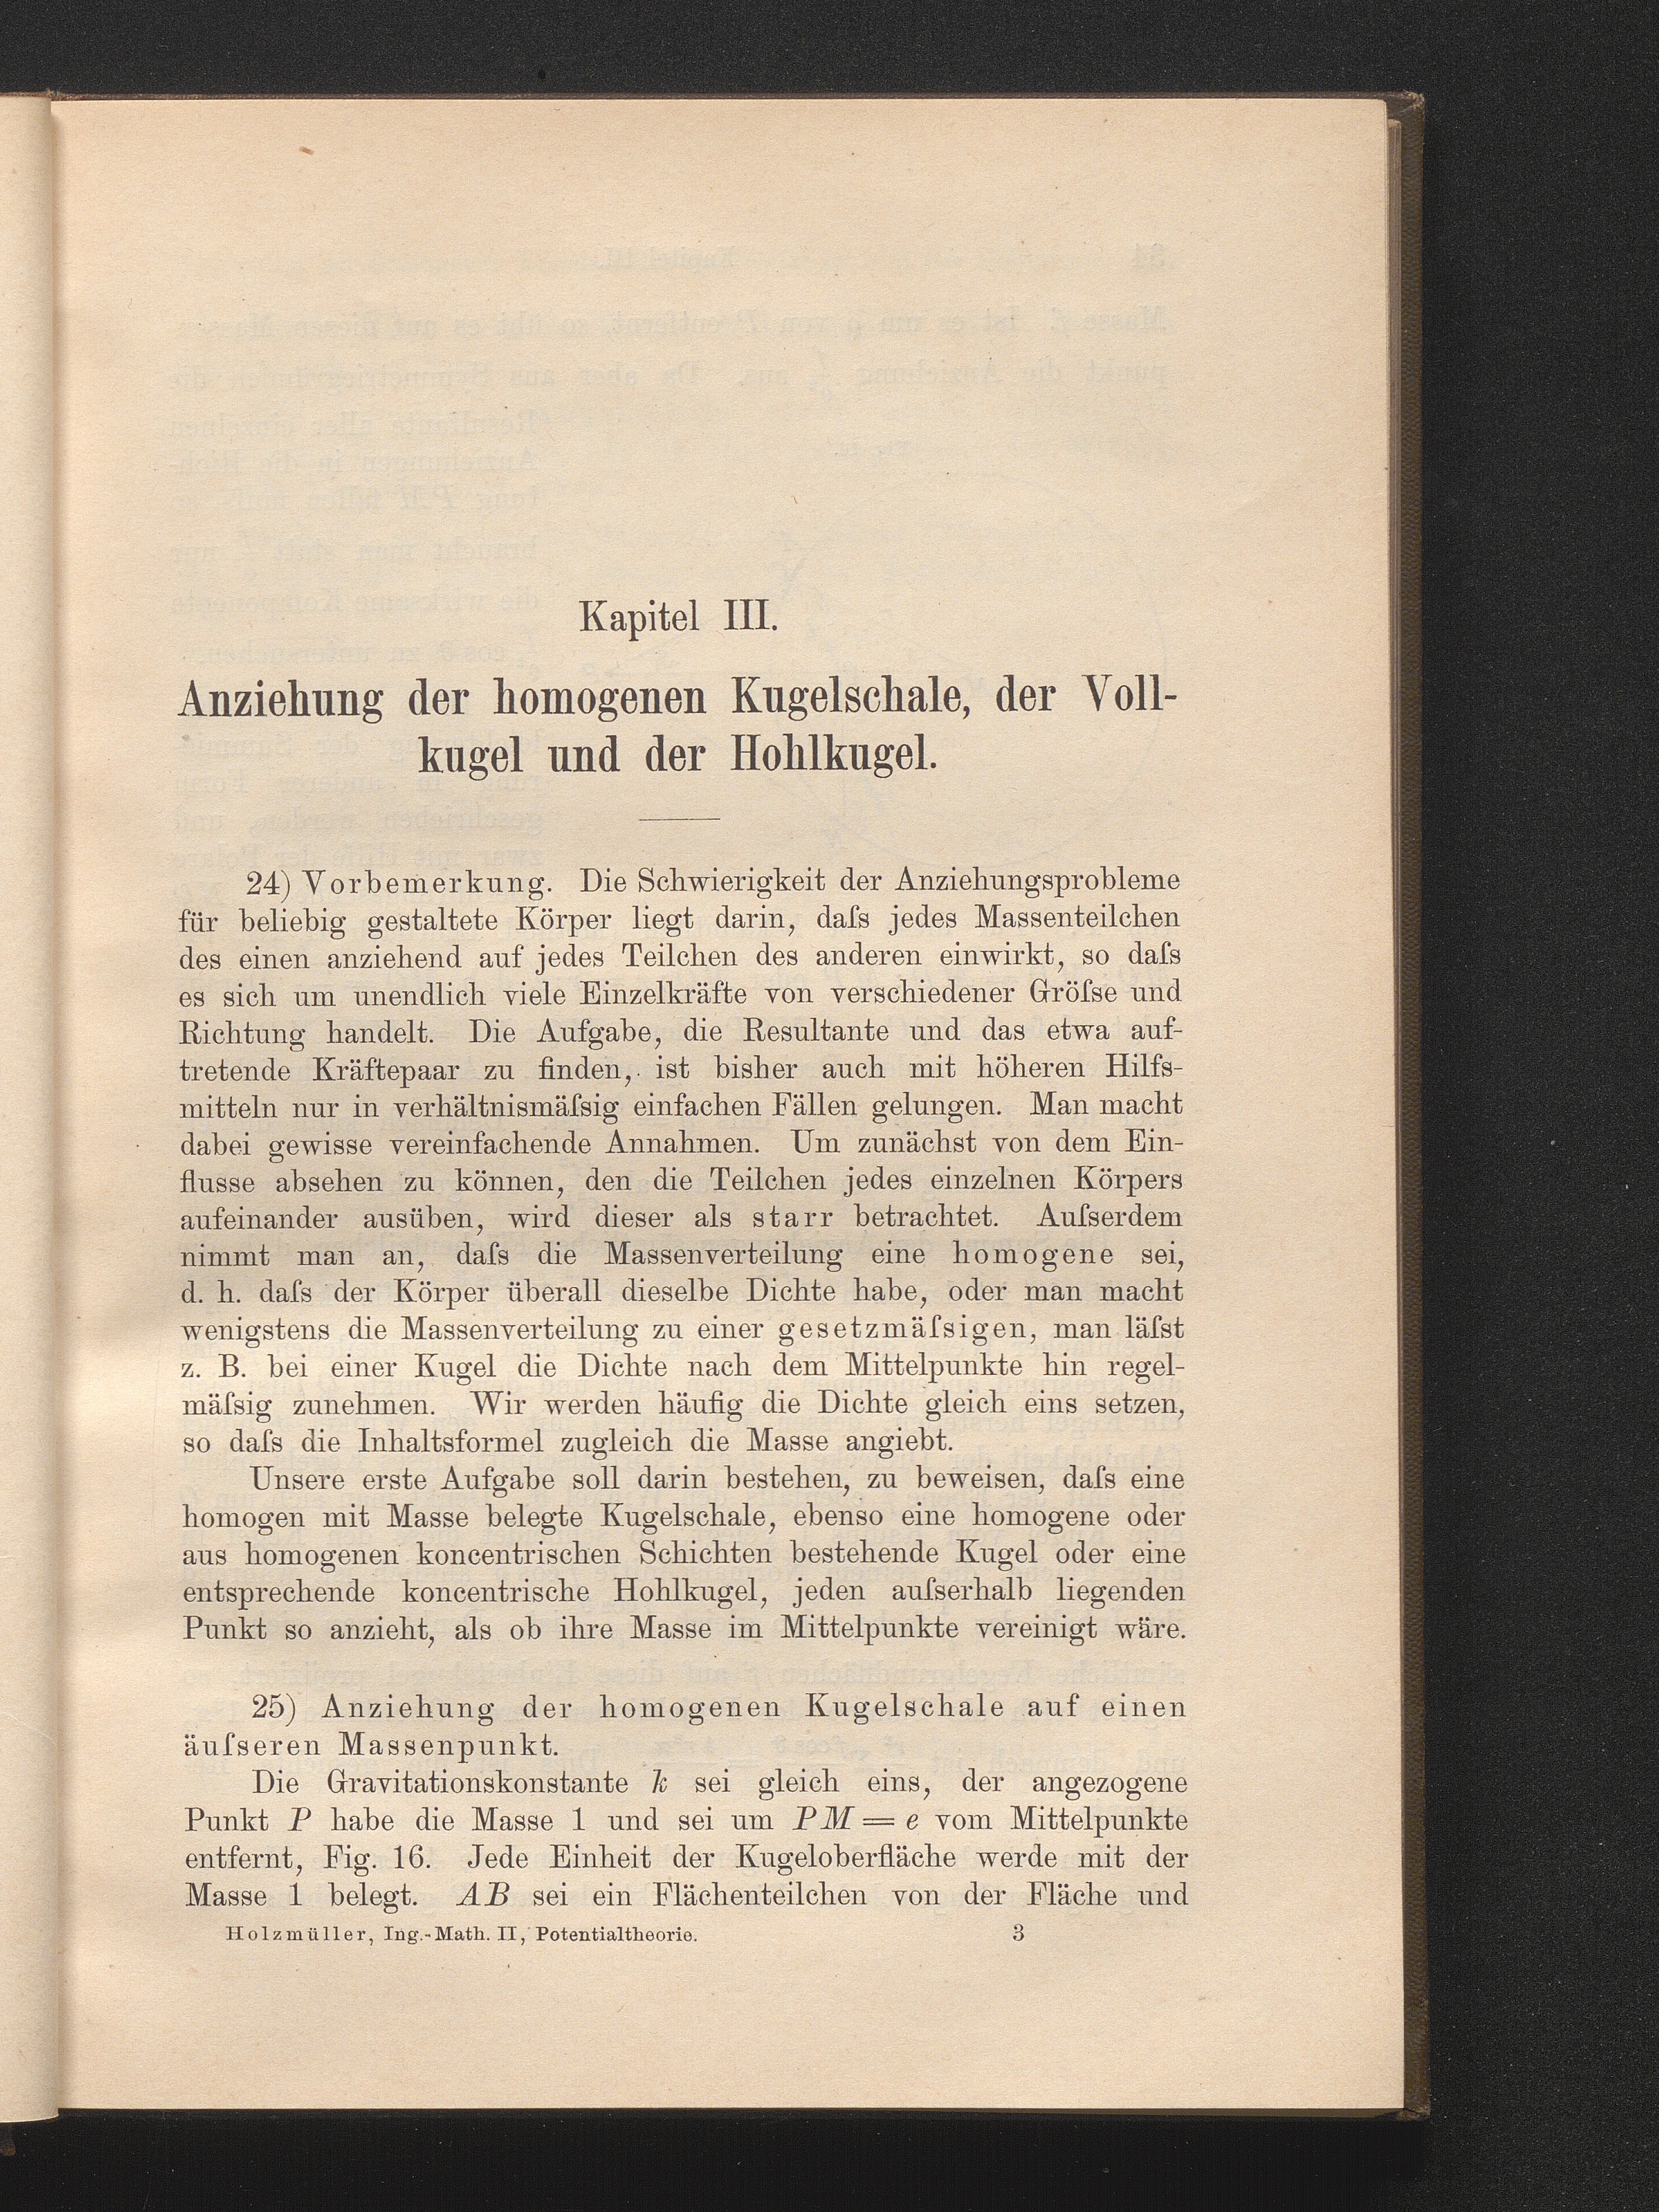 Kapitel III.
Anziehung der homogenen Kugelschale, der Voll-
kugel und der Hohlkugel.
24) Vorbemerkung. Die Schwierigkeit der Anziehungsprobleme
für beliebig gestaltete Körper liegt darin, daſs jedes Massenteilchen
des einen anziehend auf jedes Teilchen des anderen einwirkt, so daſs
es sich um unendlich viele Einzelkräfte von verschiedener Gröſse und
Richtung handelt. Die Aufgabe, die Resultante und das etwa auf-
tretende Kräftepaar zu finden, ist bisher auch mit höheren Hilfs-
mitteln nur in verhältnismäſsig einfachen Fällen gelungen. Man macht
dabei gewisse vereinfachende Annahmen. Um zunächst von dem Ein-
flusse absehen zu können, den die Teilchen jedes einzelnen Körpers
aufeinander ausüben, wird dieser als starr betrachtet. Auſserdem
nimmt man an, daſs die Massenverteilung eine homogene sei,
d. h. daſs der Körper überall dieselbe Dichte habe, oder man macht
wenigstens die Massenverteilung zu einer gesetzmäſsigen, man läſst
z. B. bei einer Kugel die Dichte nach dem Mittelpunkte hin regel-
mäſsig zunehmen. Wir werden häufig die Dichte gleich eins setzen,
so daſs die Inhaltsformel zugleich die Masse angiebt.
Unsere erste Aufgabe soll darin bestehen, zu beweisen, daſs eine
homogen mit Masse belegte Kugelschale, ebenso eine homogene oder
aus homogenen koncentrischen Schichten bestehende Kugel oder eine
entsprechende koncentrische Hohlkugel, jeden auſserhalb liegenden
Punkt so anzieht, als ob ihre Masse im Mittelpunkte vereinigt wäre.
25) Anziehung der homogenen Kugelschale auf einen
äuſseren Massenpunkt.
Die Gravitationskonstante k sei gleich eins, der angezogene
Punkt P habe die Masse 1 und sei um PM = e vom Mittelpunkte
entfernt, Fig. 16. Jede Einheit der Kugeloberfläche werde mit der
Masse 1 belegt. AB sei ein Flächenteilchen von der Fläche und
Holzmüller, Ing.-Math. II, Potentialtheorie. 3